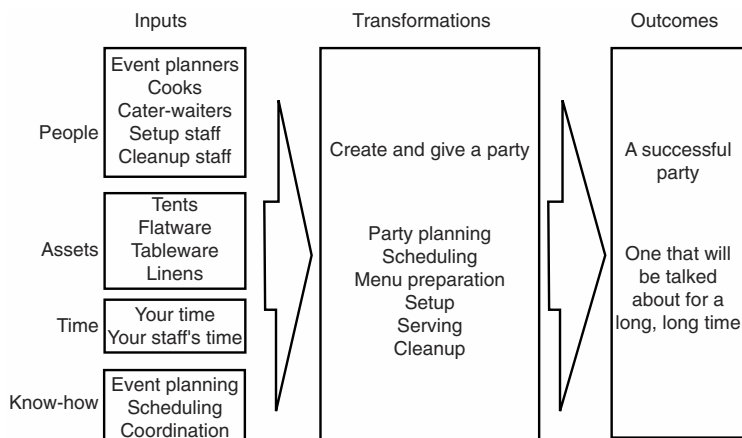 Inputs
Transformations
Outcomes
People
Event planners
Cooks
Cater-waiters
Setup staff
Cleanup staff
Assets
Tents
Flatware
Tableware
Linens
Time
Your time
Your staff's time
Know-how
Event planning
Scheduling
Coordination
Create and give a party
Party planning
Scheduling
Menu preparation
Setup
Serving
Cleanup
A successful
party
One that will
be talked
about for a
long, long time